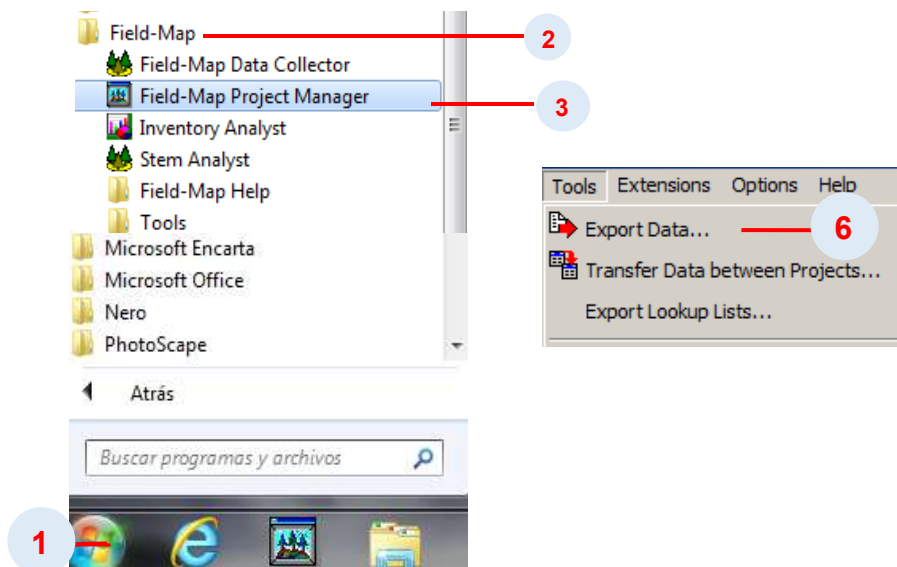 Field-Map
2
Field-Map Data Collector
Field-Map Project Manager
3
Inventory Analyst
Stem Analyst
Field-Map Help
Tools
Microsoft Encarta
Microsoft Office
Nero
PhotoScape
Atrás
Buscar programas y archivos
1
Tools Extensions Options Help
Export Data...
6
Transfer Data between Projects...
Export Lookup Lists...